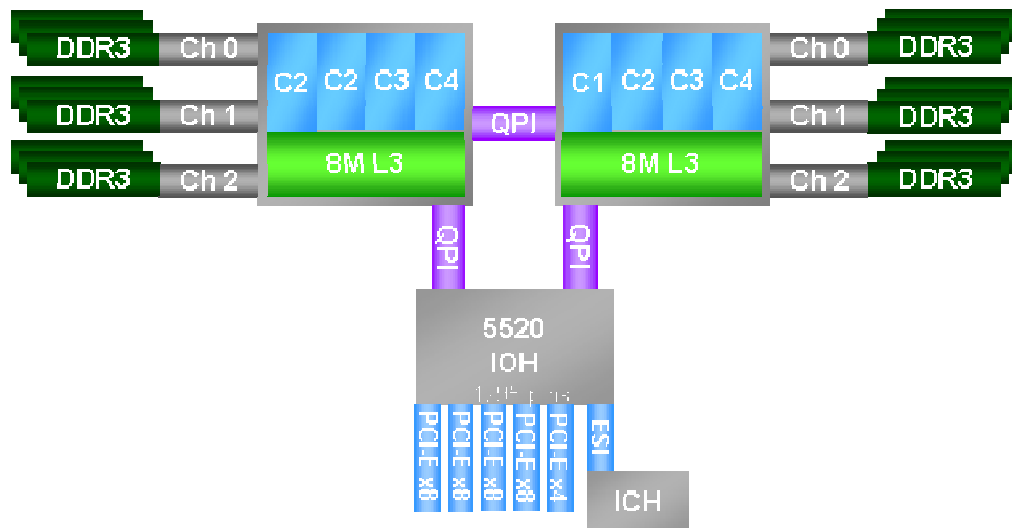 DDR3 Ch 0 C2 C2 C3 C4 C1 C2 C3 C4 Ch 0 DDR3
DDR3 Ch 1 QPI Ch 1 DDR3
DDR3 Ch 2 8M L3 8M L3 Ch 2 DDR3
QPI QPI
5520
IOH
PCI-E x8 PCI-E x8 PCI-E x8 PCI-E x8 PCI-E x4 ESI
ICH